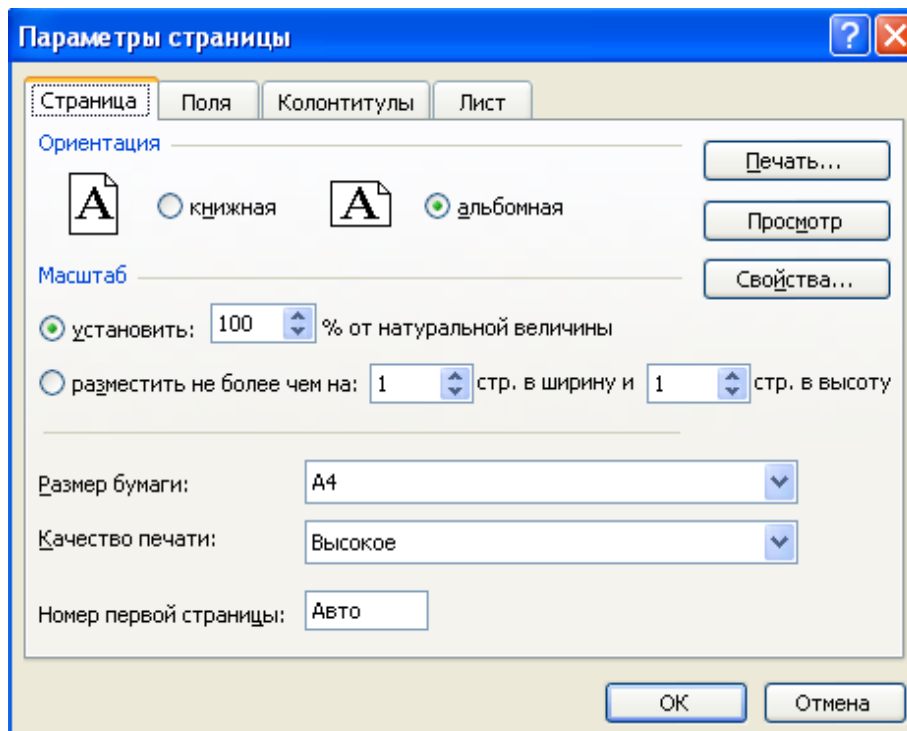 Параметры страницы
Страница Поля Колонтитулы Лист
Ориентация
Печать...
A книжная A альбомная
Просмотр
Масштаб
Свойства...
установить: 100 % от натуральной величины
разместить не более чем на: 1 стр. в ширину и 1 стр. в высоту
Размер бумаги: A4
Качество печати: Высокое
Номер первой страницы: Авто
ОК Отмена